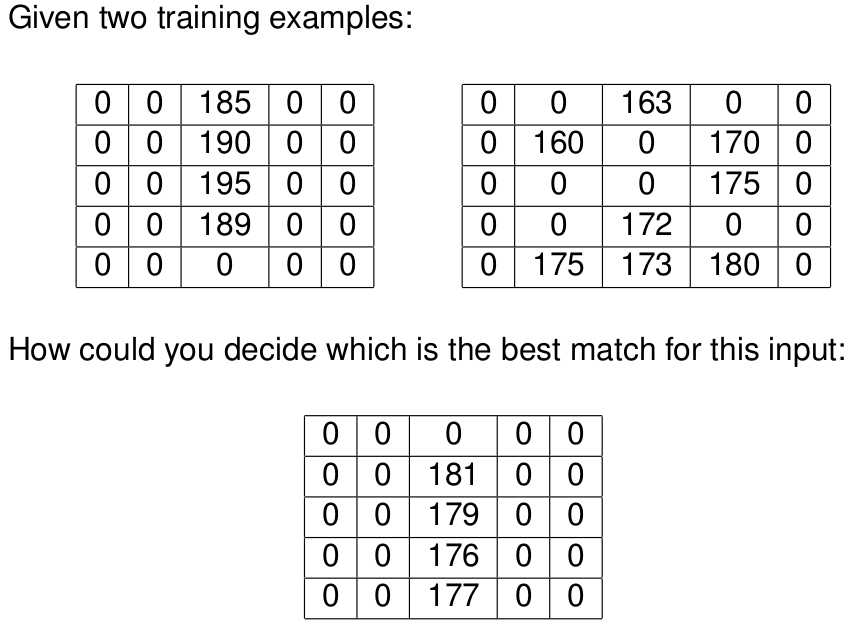 Given two training examples:
0 0 185 0 0 0 0 163 0 0
0 0 190 0 0 0 160 0 170 0
0 0 195 0 0 0 0 0 175 0
0 0 189 0 0 0 0 172 0 0
0 0 0 0 0 0 175 173 180 0
How could you decide which is the best match for this input:
0 0 0 0 0
0 0 181 0 0
0 0 179 0 0
0 0 176 0 0
0 0 177 0 0